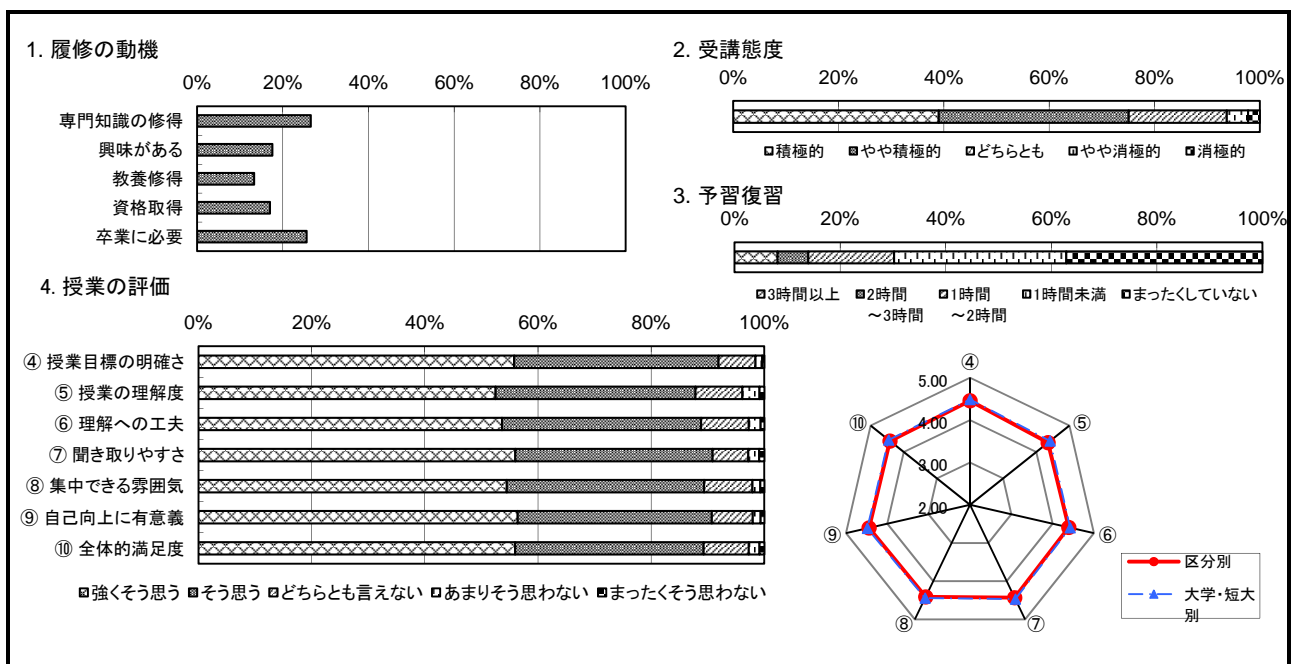 1. 履修の動機
0% 20% 40% 60% 80% 100%
専門知識の修得
興味がある
教養修得
資格取得
卒業に必要
2. 受講態度
0% 20% 40% 60% 80% 100%
積極的 やや積極的 どちらとも やや消極的 消極的
3. 予習復習
0% 20% 40% 60% 80% 100%
3時間以上 2時間～3時間 1時間～2時間 1時間未満 まったくしていない
4. 授業の評価
0% 20% 40% 60% 80% 100%
④ 授業目標の明確さ
⑤ 授業の理解度
⑥ 理解への工夫
⑦ 聞き取りやすさ
⑧ 集中できる雰囲気
⑨ 自己向上に有意義
⑩ 全体的満足度
強くそう思う そう思う どちらとも言えない あまりそう思わない まったくそう思わない
④
⑤
⑥
⑦
⑧
⑨
⑩
5.00
4.00
3.00
2.00
区分別
大学・短大
別